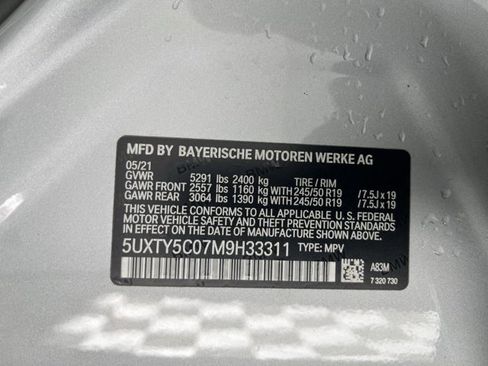 MFD BY BAYERISCHE MOTOREN WERKE AG
05/21
GVWR 5291 lbs 2400 kg TIRE / RIM
GAWR FRONT 2557 lbs 1160 kg WITH 245/50 R19 /7.5J x 19
GAWR REAR 3064 lbs 1390 kg WITH 245/50 R19 /7.5J x 19
THIS VEHICLE CONFORMS TO ALL APPLICABLE U. S. FEDERAL
MOTOR VEHICLE SAFETY, BUMPER, AND THEFT PREVENTION STANDARDS
IN EFFECT ON THE DATE OF MANUFACTURE SHOWN ABOVE.
5UXTY5C07M9H33311 TYPE: MPV
A83M
7 320 730